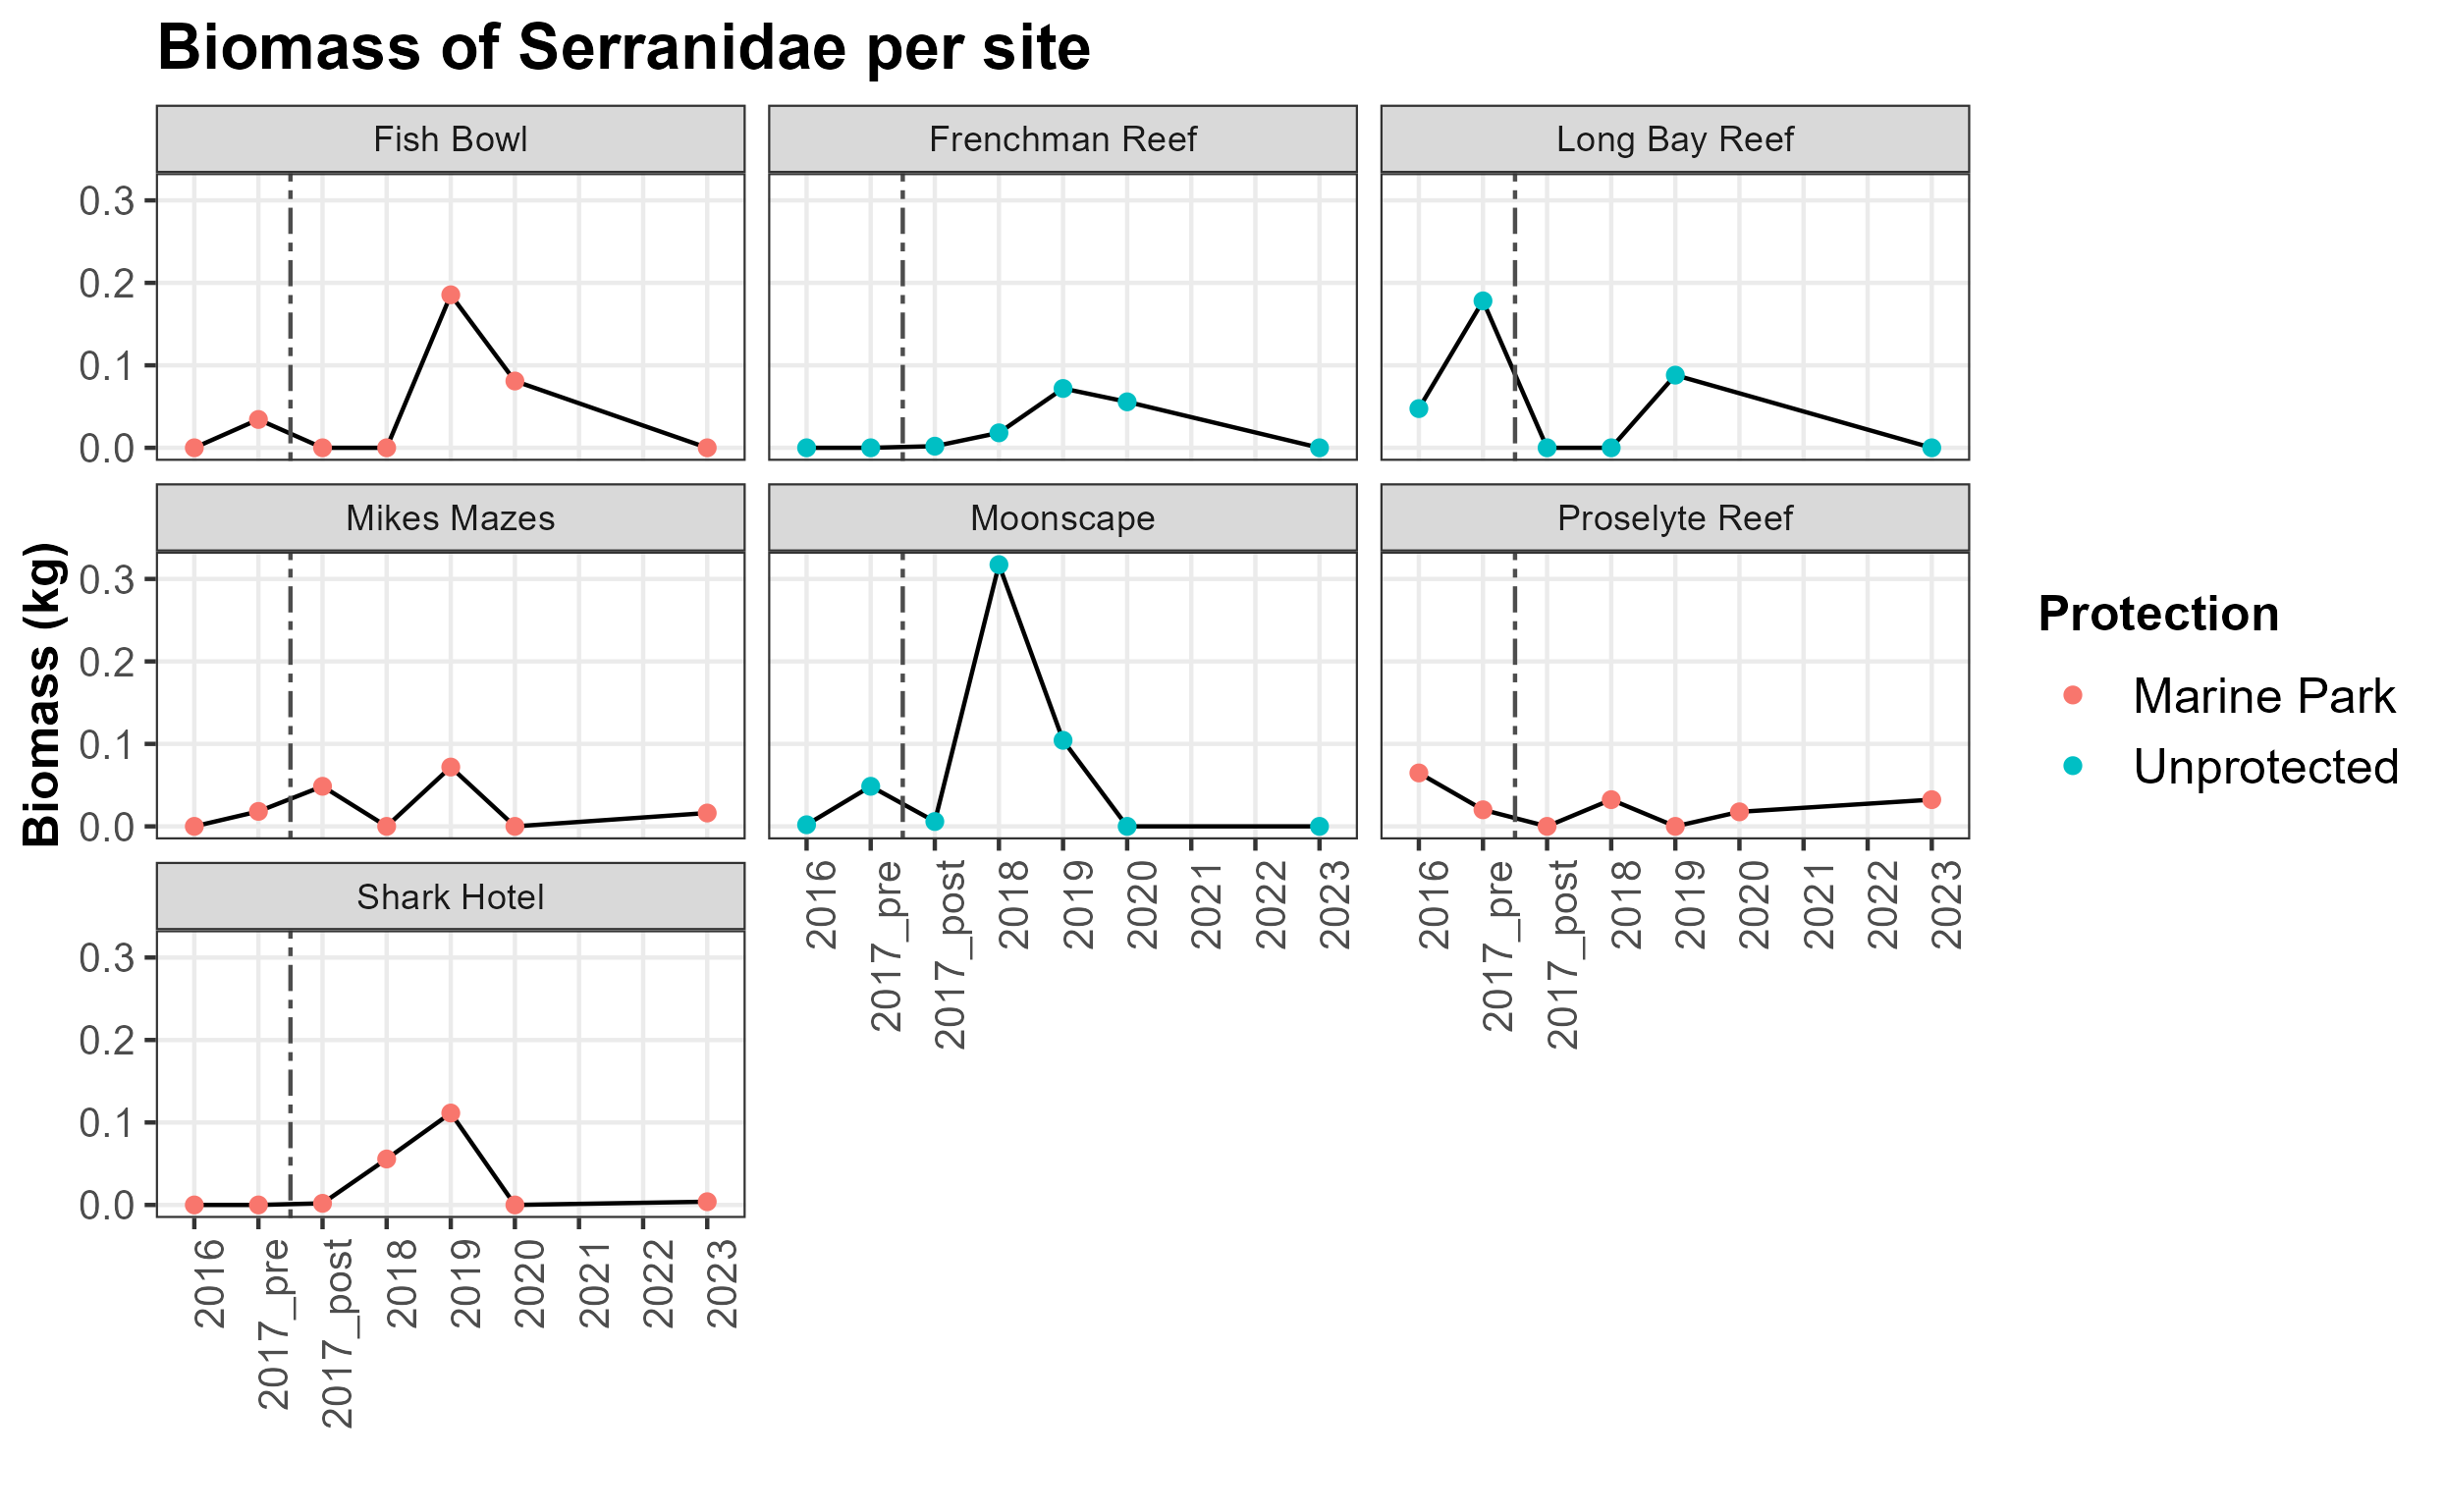 Biomass of Serranidae per site
Fish Bowl
Frenchman Reef
Long Bay Reef
0.3
0.2
0.1
0.0
Mikes Mazes
Moonscape
Proselyte Reef
Biomass (kg)
0.3
0.2
0.1
0.0
2016
2017_pre
2017_post
2018
2019
2020
2021
2022
2023
2016
2017_pre
2017_post
2018
2019
2020
2021
2022
2023
Shark Hotel
0.3
0.2
0.1
0.0
2016
2017_pre
2017_post
2018
2019
2020
2021
2022
2023
Protection
Marine Park
Unprotected